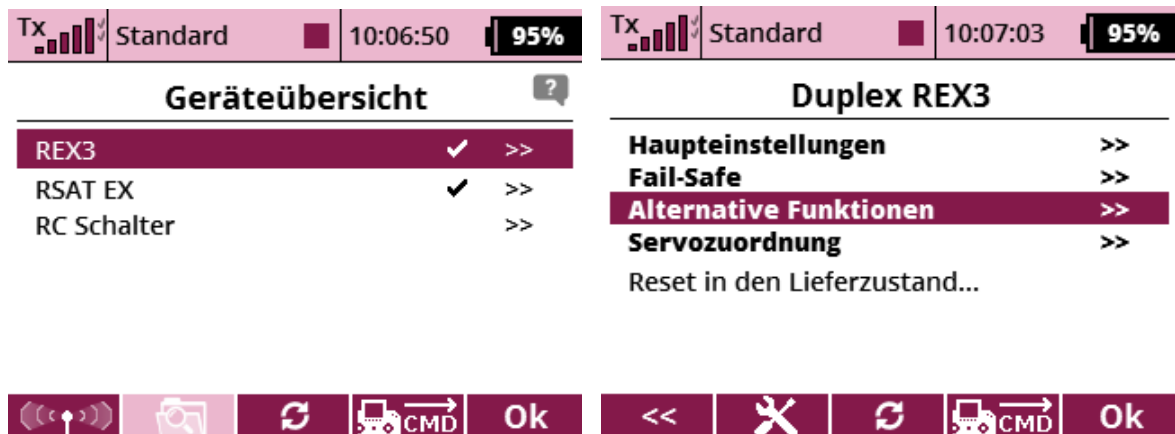 Tx Standard 10:06:50 95%
Geräteübersicht ?
REX3 >>
RSAT EX >>
RC Schalter >>
CMD Ok
Tx Standard 10:07:03 95%
Duplex REX3
Haupteinstellungen >>
Fail-Safe >>
Alternative Funktionen >>
Servozuordnung >>
Reset in den Lieferzustand...
<< CMD Ok